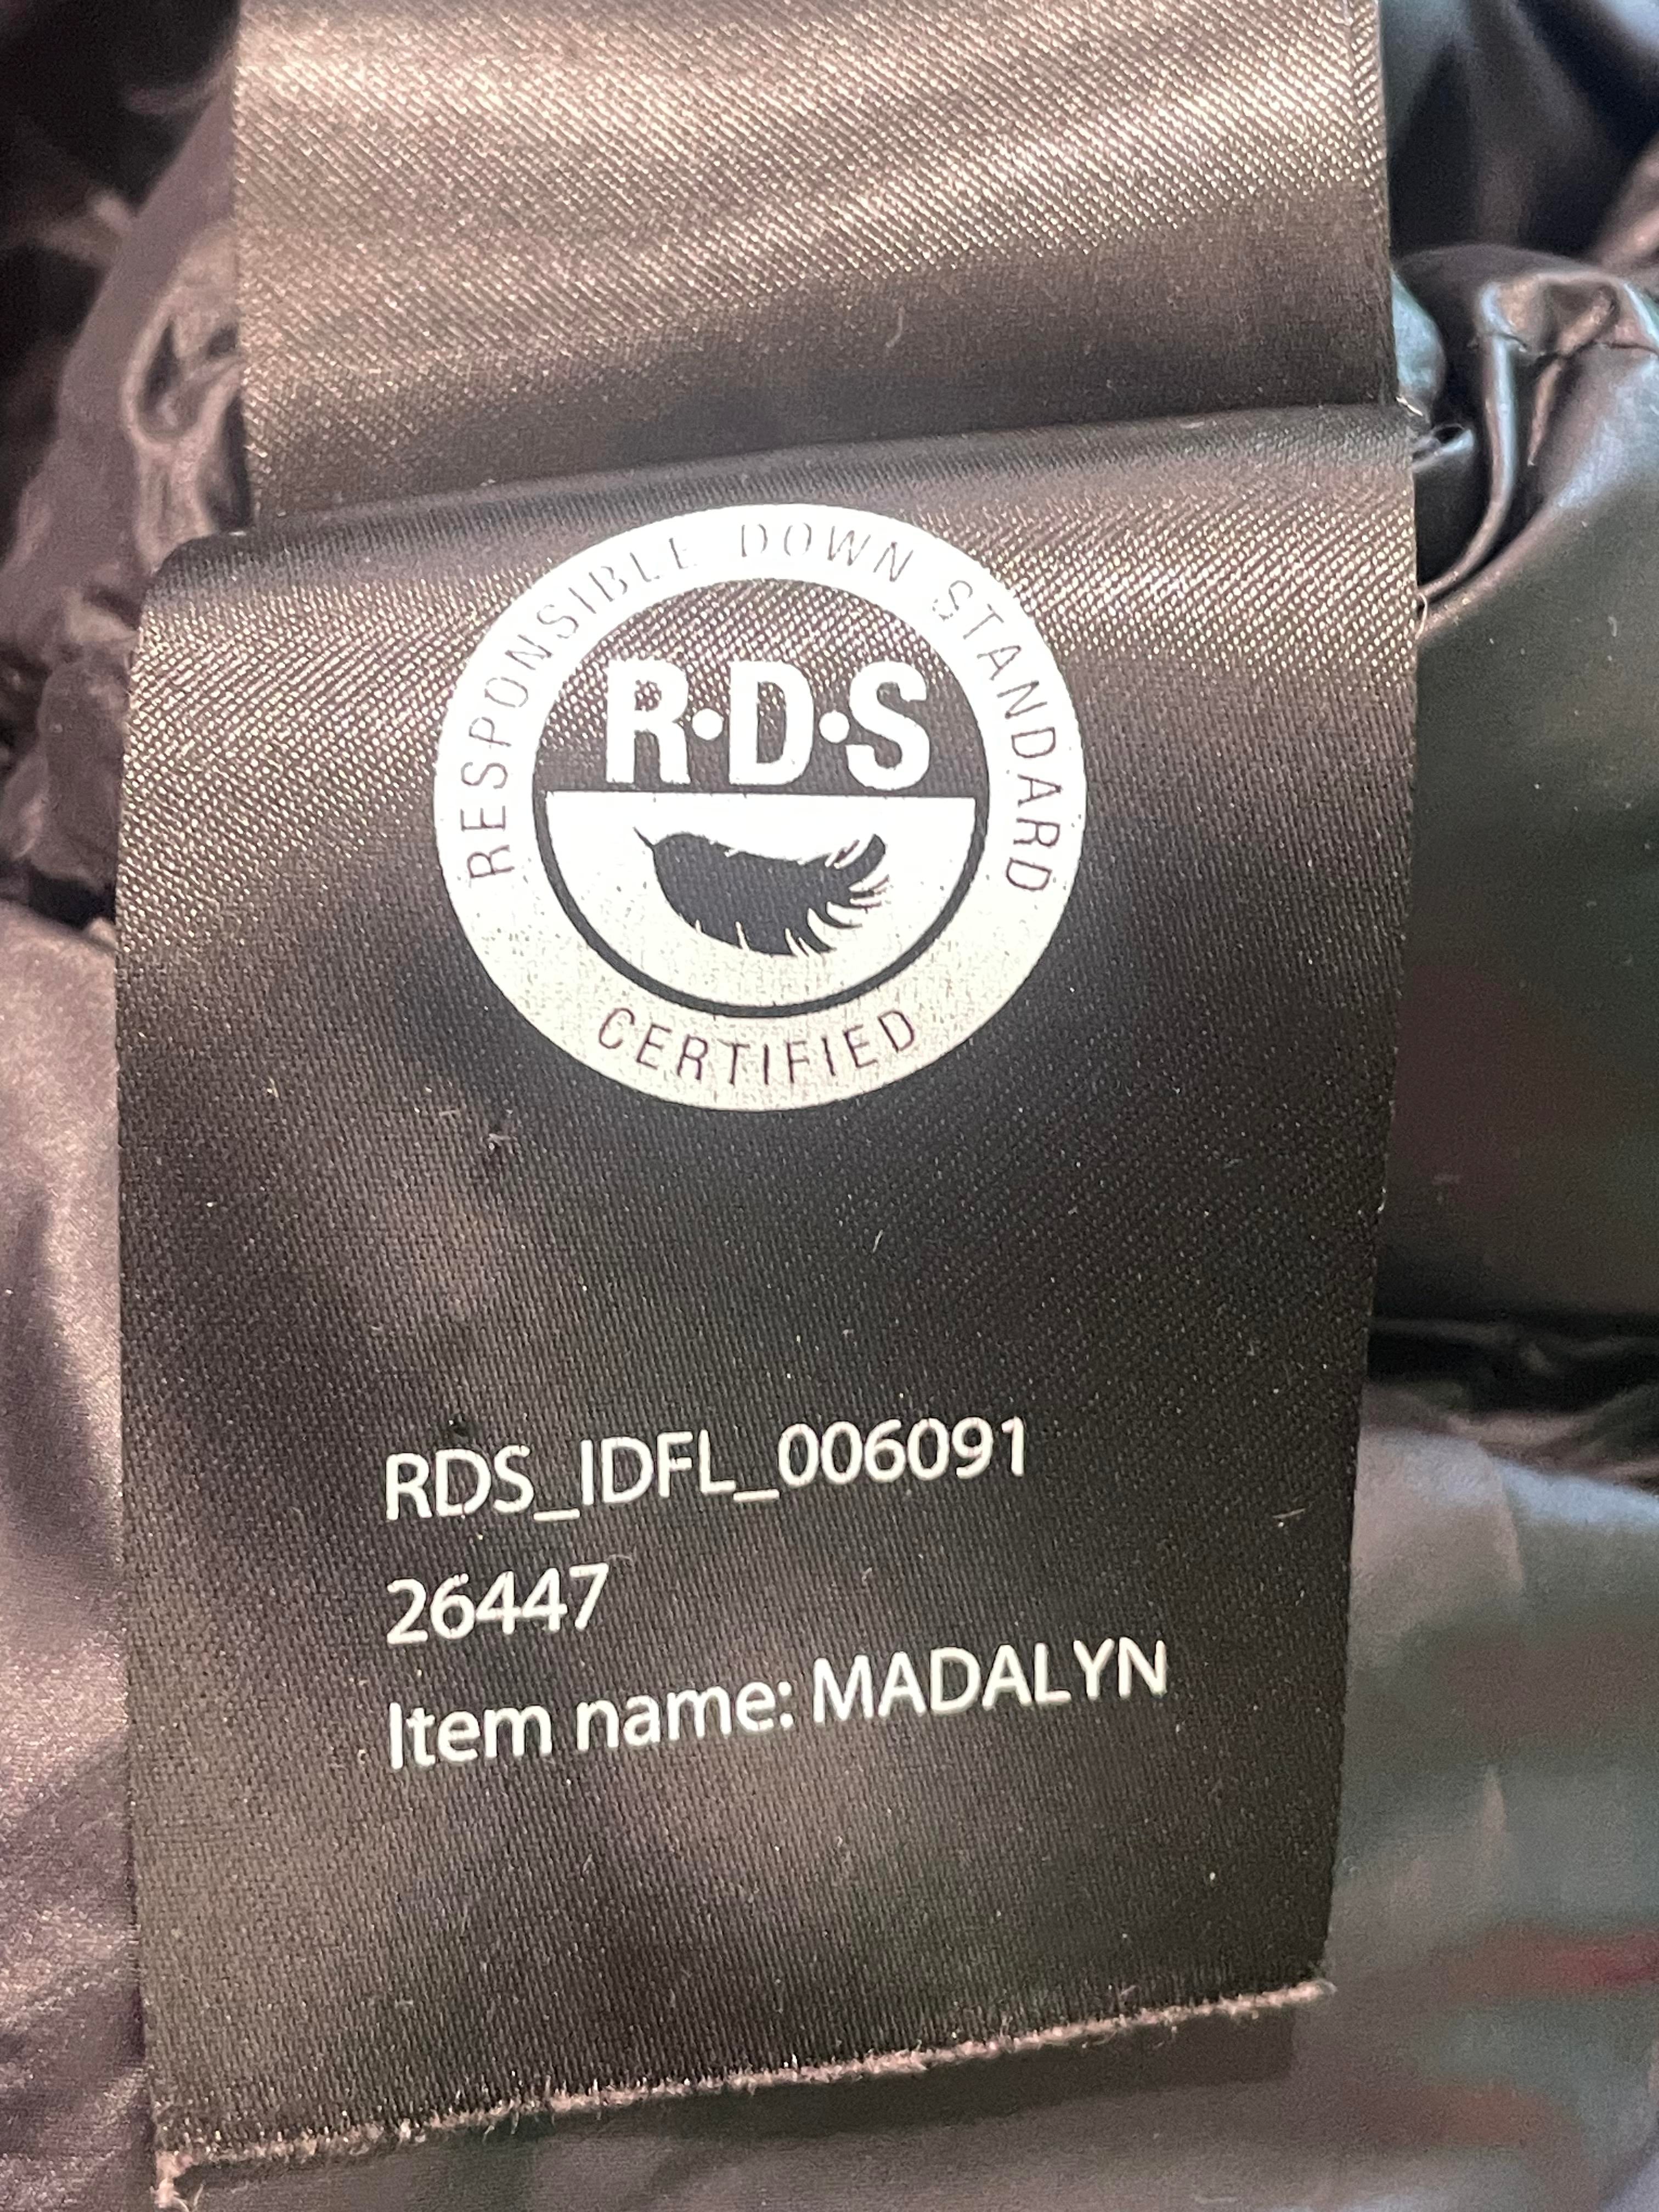 RESPONSIBLE DOWN STANDARD
R·D·S
CERTIFIED
RDS_IDFL_006091
26447
Item name: MADALYN